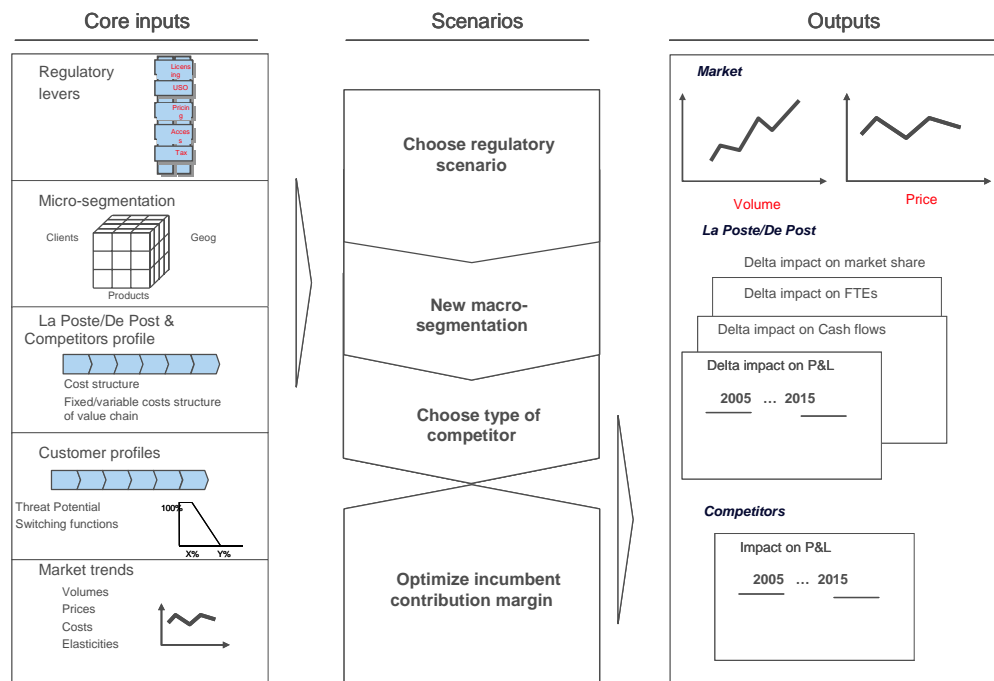 Core inputs
Scenarios
Outputs
Regulatory
levers
Licens
ing
USO
Pricin
g
Acces
s
Tax
Micro-segmentation
Clients
Geog
Products
La Poste/De Post &
Competitors profile
Cost structure
Fixed/variable costs structure
of value chain
Customer profiles
Threat Potential
Switching functions
100%
X%
Y%
Market trends
Volumes
Prices
Costs
Elasticities
Choose regulatory
scenario
New macro-
segmentation
Choose type of
competitor
Optimize incumbent
contribution margin
Market
Volume
Price
La Poste/De Post
Delta impact on market share
Delta impact on FTEs
Delta impact on Cash flows
Delta impact on P&L
2005 … 2015
Competitors
Impact on P&L
2005 … 2015